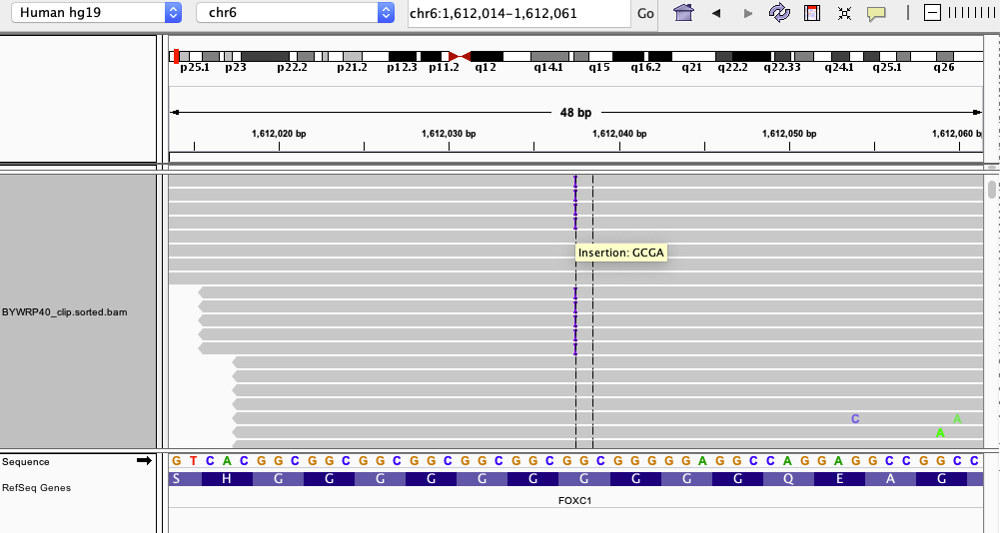 Human hg19 chr6 chr6:1,612,014-1,612,061 Go
p25.1 p23 p22.2 p21.2 p12.3 p11.2 q12 q14.1 q15 q16.2 q21 q22.2 q22.33 q24.1 q25.1 q26
48 bp
1,612,020 bp 1,612,030 bp 1,612,040 bp 1,612,050 bp 1,612,060 b
Insertion: GCGA
BYWRP40_clip.sorted.bam
C A
A
Sequence G T C A C G G C G G C G G C G G C G G C G G C G G C G G G G G A G G C C A G G A G G C C G G C C
RefSeq Genes S H G G G G G G G G G G Q E A G
FOXC1